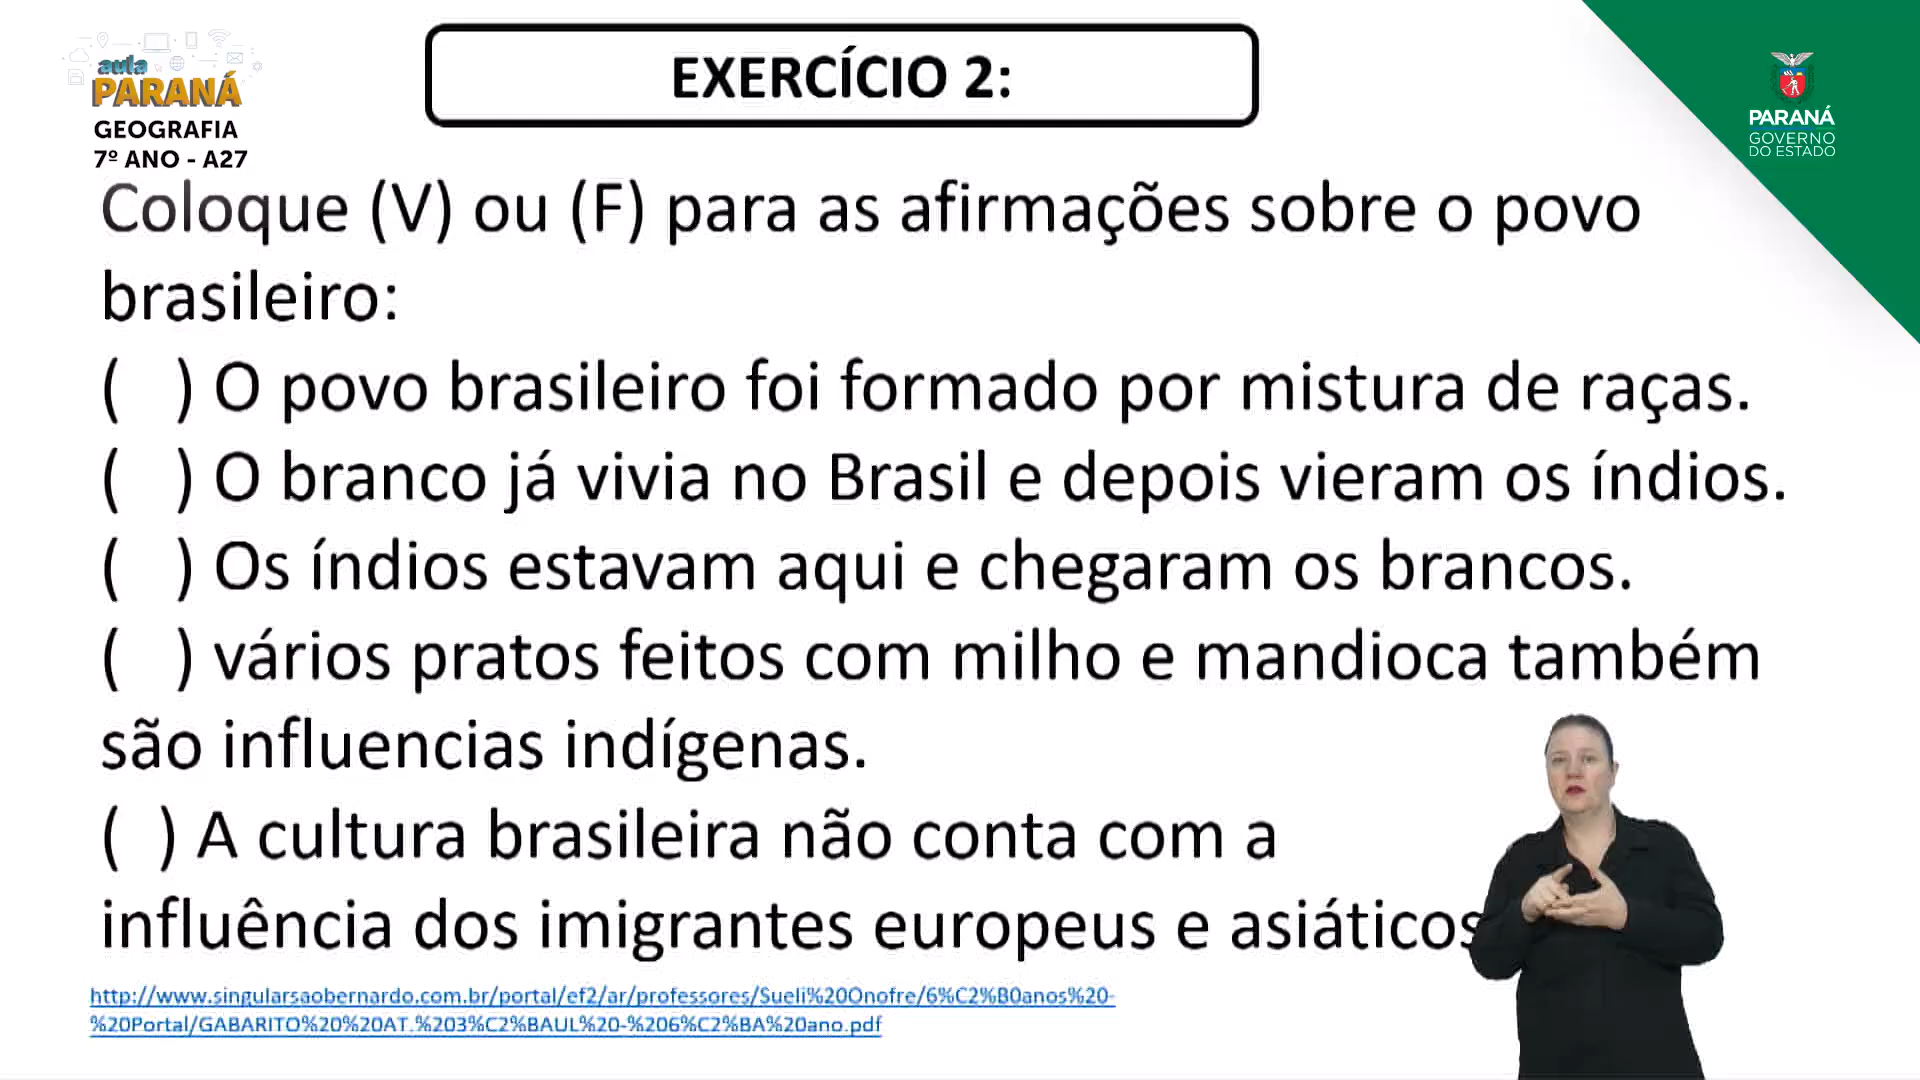 EXERCÍCIO 2:
aula
PARANÁ
GEOGRAFIA
7º ANO - A27
PARANÁ
GOVERNO
DO ESTADO
Coloque (V) ou (F) para as afirmações sobre o povo
brasileiro:
( ) O povo brasileiro foi formado por mistura de raças.
( ) O branco já vivia no Brasil e depois vieram os índios.
( ) Os índios estavam aqui e chegaram os brancos.
( ) vários pratos feitos com milho e mandioca também
são influencias indígenas.
( ) A cultura brasileira não conta com a
influência dos imigrantes europeus e asiáticos
http://www.singularsaobernardo.com.br/portal/ef2/ar/professores/Sueli%20Onofre/6%C2%B0anos%20-
%20Portal/GABARITO%20%20AT.%203%C2%BAUL%20-%206%C2%BA%20ano.pdf